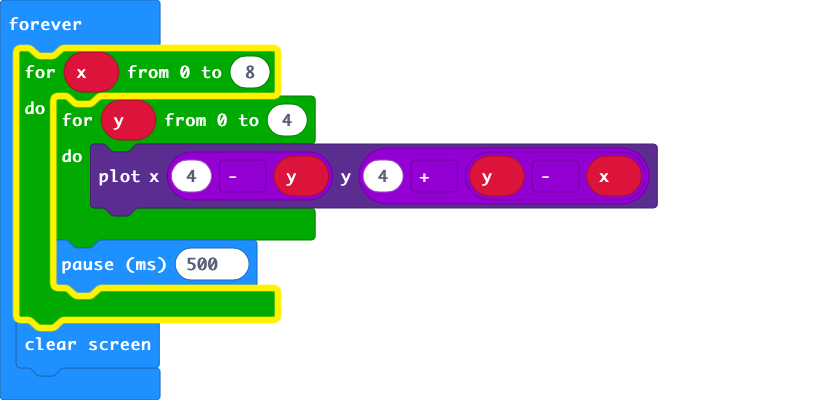 forever
for x from 0 to 8
do
for y from 0 to 4
do
plot x 4 - y y 4 + y - x
pause (ms) 500
clear screen